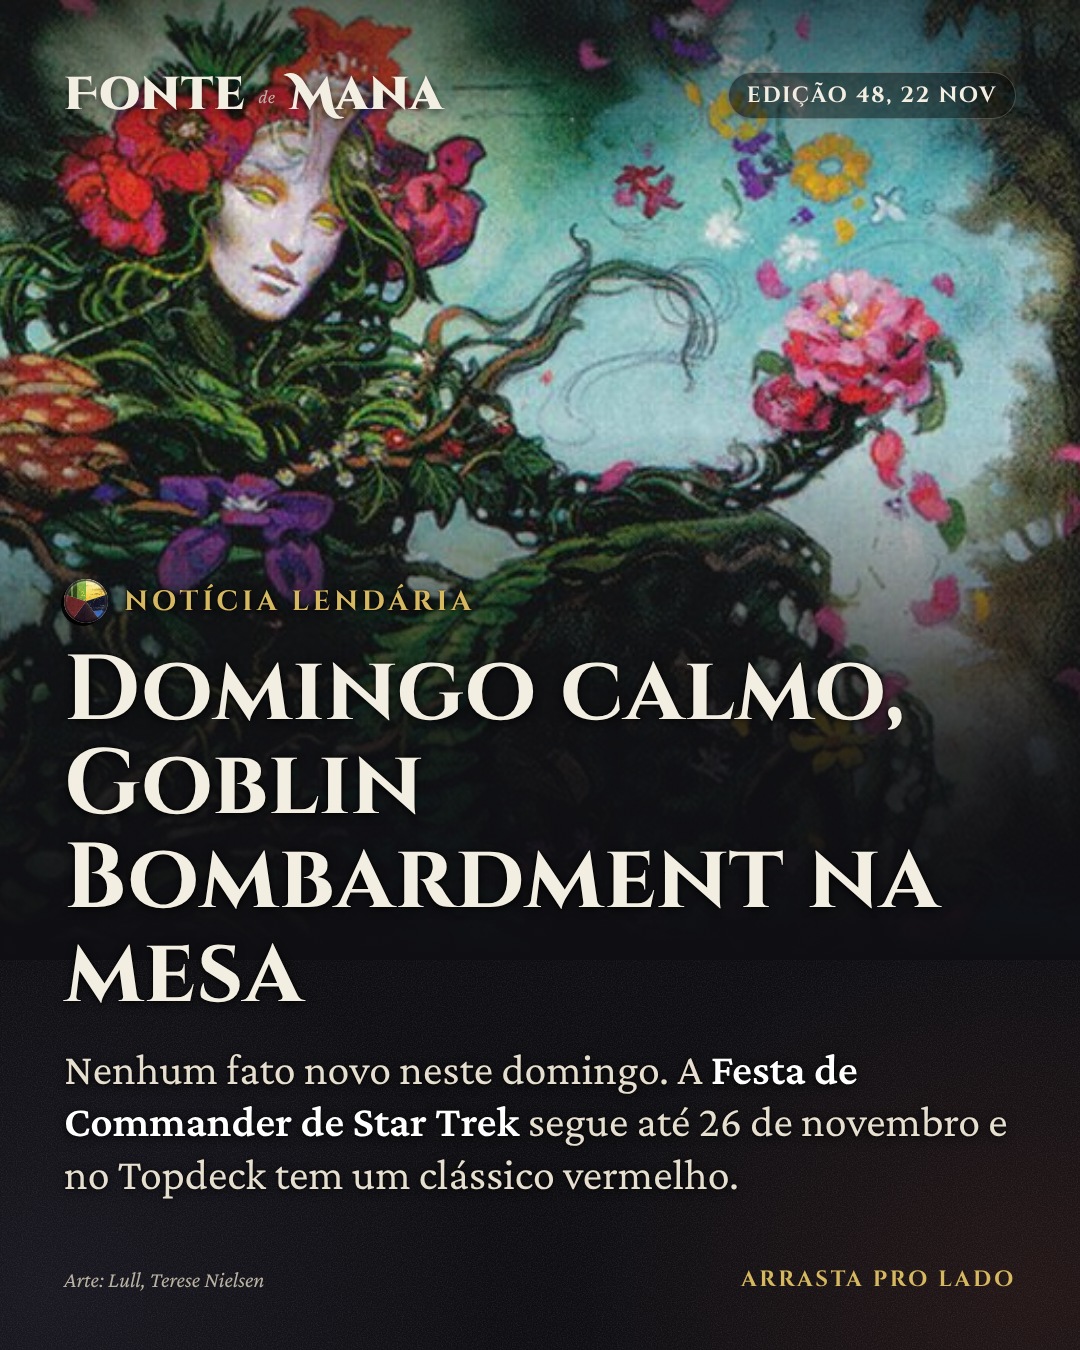 Fonte de Mana
EDIÇÃO 48, 22 NOV
NOTÍCIA LENDÁRIA
Domingo calmo,
Goblin
Bombardment na
mesa
Nenhum fato novo neste domingo. A Festa de
Commander de Star Trek segue até 26 de novembro e
no Topdeck tem um clássico vermelho.
Arte: Lull, Terese Nielsen
ARRASTA PRO LADO